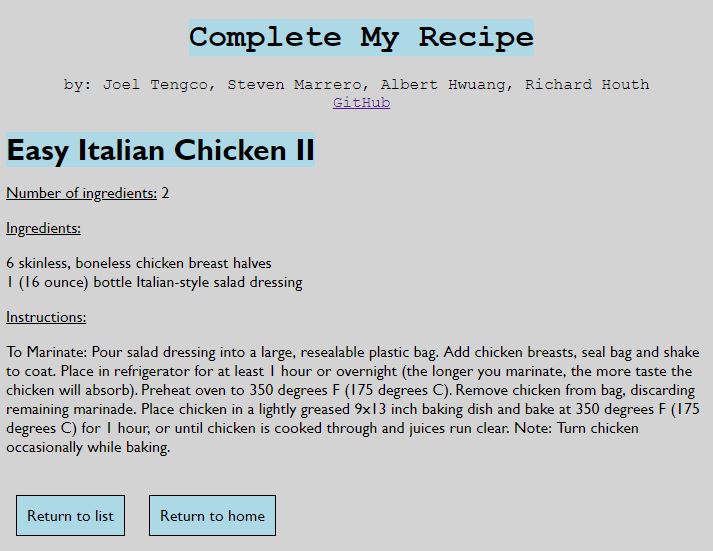 Complete My Recipe
by: Joel Tengco, Steven Marrero, Albert Hwuang, Richard Houth
GitHub
Easy Italian Chicken II
Number of ingredients: 2
Ingredients:
6 skinless, boneless chicken breast halves
1 (16 ounce) bottle Italian-style salad dressing
Instructions:
To Marinate: Pour salad dressing into a large, resealable plastic bag. Add chicken breasts, seal bag and shake
to coat. Place in refrigerator for at least 1 hour or overnight (the longer you marinate, the more taste the
chicken will absorb). Preheat oven to 350 degrees F (175 degrees C). Remove chicken from bag, discarding
remaining marinade. Place chicken in a lightly greased 9x13 inch baking dish and bake at 350 degrees F (175
degrees C) for 1 hour, or until chicken is cooked through and juices run clear. Note: Turn chicken
occasionally while baking.
Return to list
Return to home